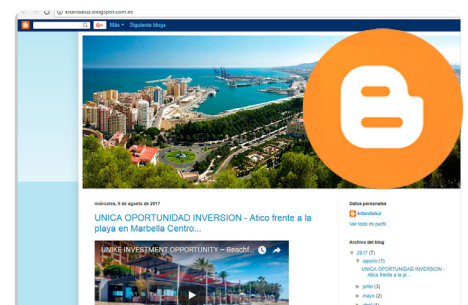 kitandaluz.blogspot.com.es
G+ Más Siguiente blog»
B
miércoles, 9 de agosto de 2017
UNICA OPORTUNIDAD INVERSION - Atico frente a la
playa en Marbella Centro...
UNIKE INVESTMENT OPPORTUNITY – Beachf...
Datos personales
kitandaluz
Ver todo mi perfil
Archivo del blog
▼ 2017 (7)
▼ agosto (1)
UNICA OPORTUNIDAD INVERSION -
Atico frente a la pl...
► junio (3)
► mayo (2)